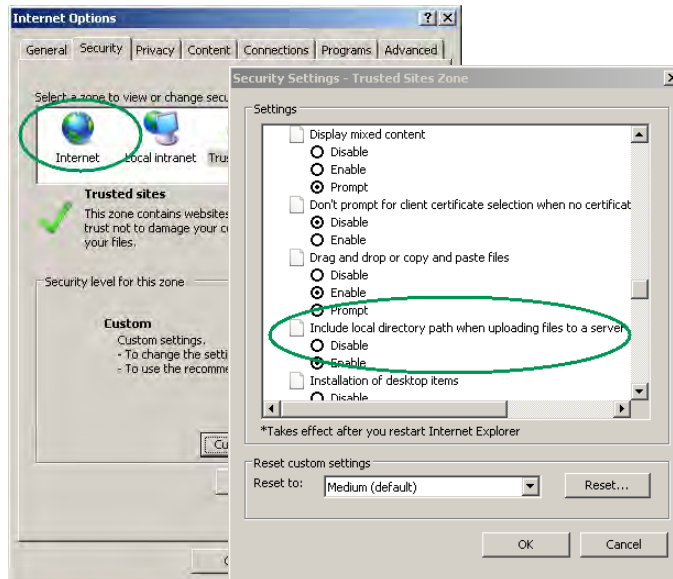 Internet Options
General Security Privacy Content Connections Programs Advanced
Select a zone to view or change secu
Internet Local intranet Trus
Trusted sites
This zone contains websites
trust not to damage your co
your files.
Security level for this zone
Custom
Custom settings.
- To change the setti
- To use the recomme
Cu
Security Settings - Trusted Sites Zone
Settings
Display mixed content
Disable
Enable
Prompt
Don't prompt for client certificate selection when no certificat
Disable
Enable
Drag and drop or copy and paste files
Disable
Enable
Prompt
Include local directory path when uploading files to a server
Disable
Enable
Installation of desktop items
Disable
*Takes effect after you restart Internet Explorer
Reset custom settings
Reset to: Medium (default) Reset...
OK Cancel